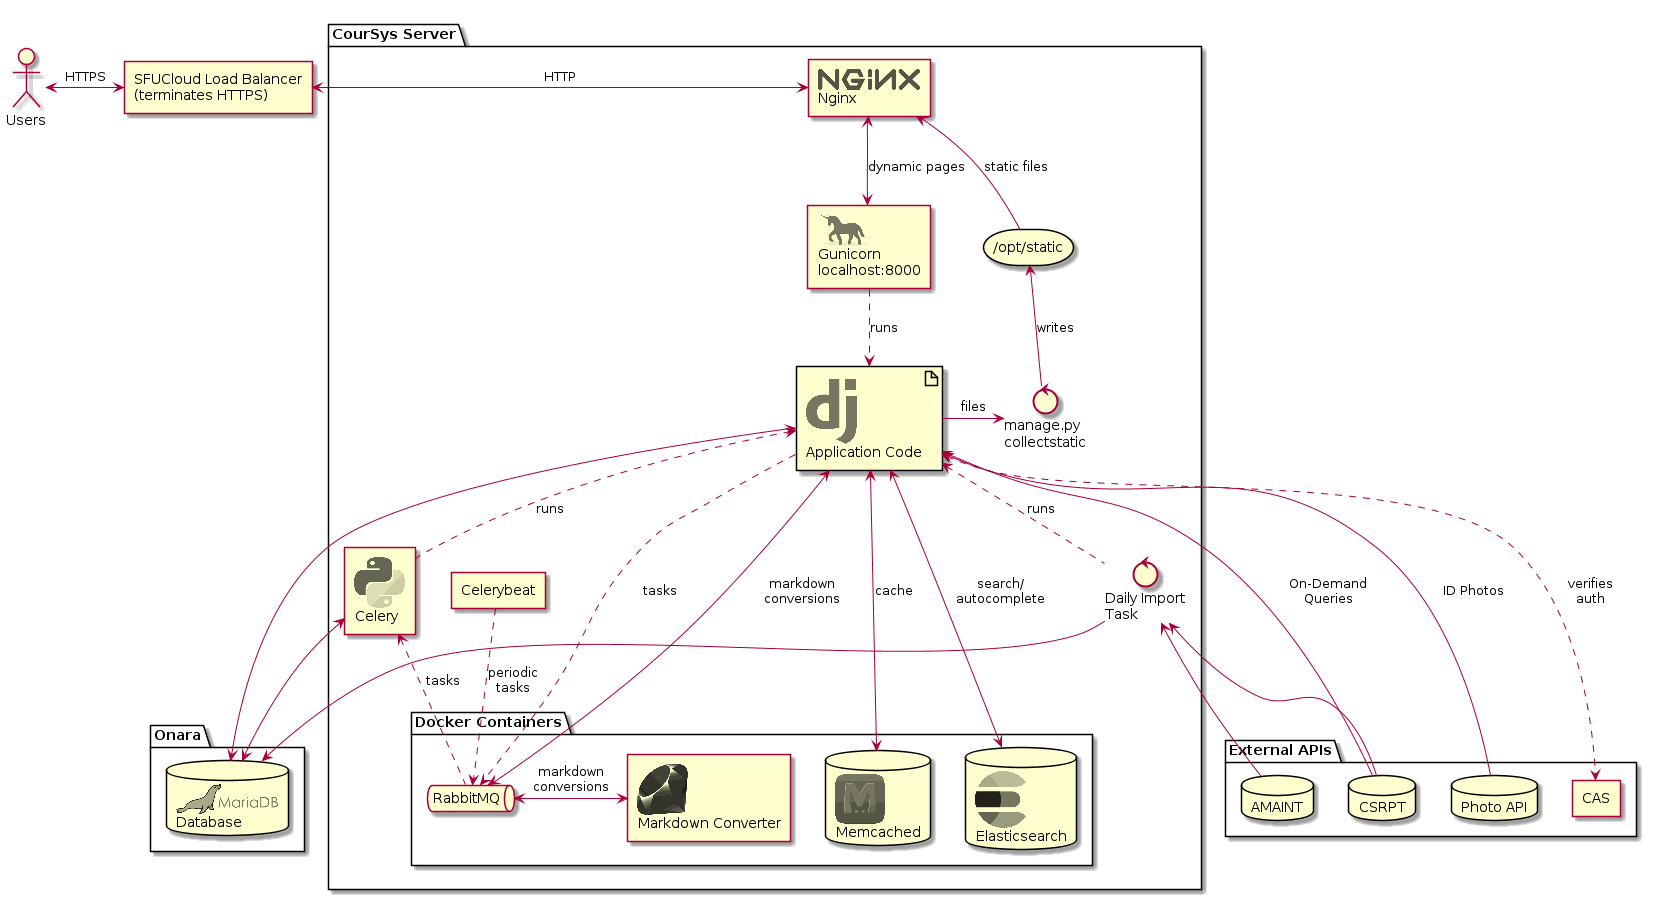 CourSys Server
HTTPS
SFUCloud Load Balancer
(terminates HTTPS)
Users
HTTP
NGINX
Nginx
dynamic pages
static files
Gunicorn
localhost:8000
/opt/static
runs
writes
dj
Application Code
files
manage.py
collectstatic
runs
runs
Celery
Celerybeat
tasks
markdown
conversions
cache
search/
autocomplete
Daily Import
Task
On-Demand
Queries
ID Photos
verifies
auth
tasks
periodic
tasks
Onara
MariaDB
Database
Docker Containers
RabbitMQ
markdown
conversions
Markdown Converter
M
Memcached
Elasticsearch
External APIs
AMAINT
CSRPT
Photo API
CAS